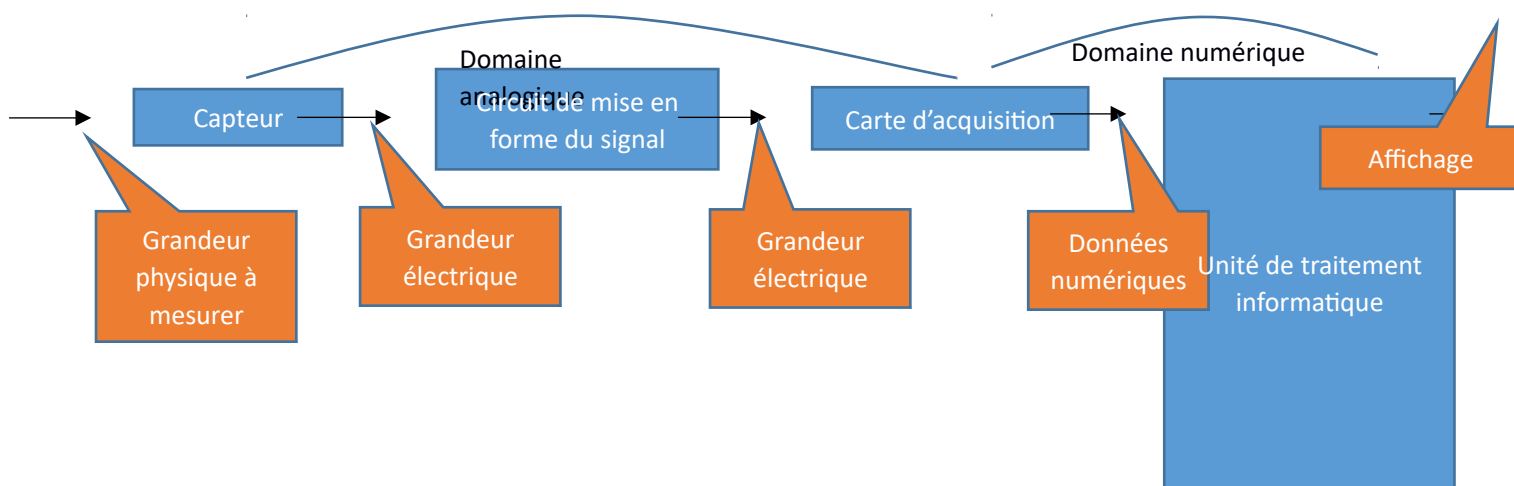 Domaine
analogique
Domaine numérique
Capteur
Circuit de mise en
forme du signal
Carte d’acquisition
Affichage
Grandeur
physique à
mesurer
Grandeur
électrique
Grandeur
électrique
Données
numériques
Unité de traitement
informatique